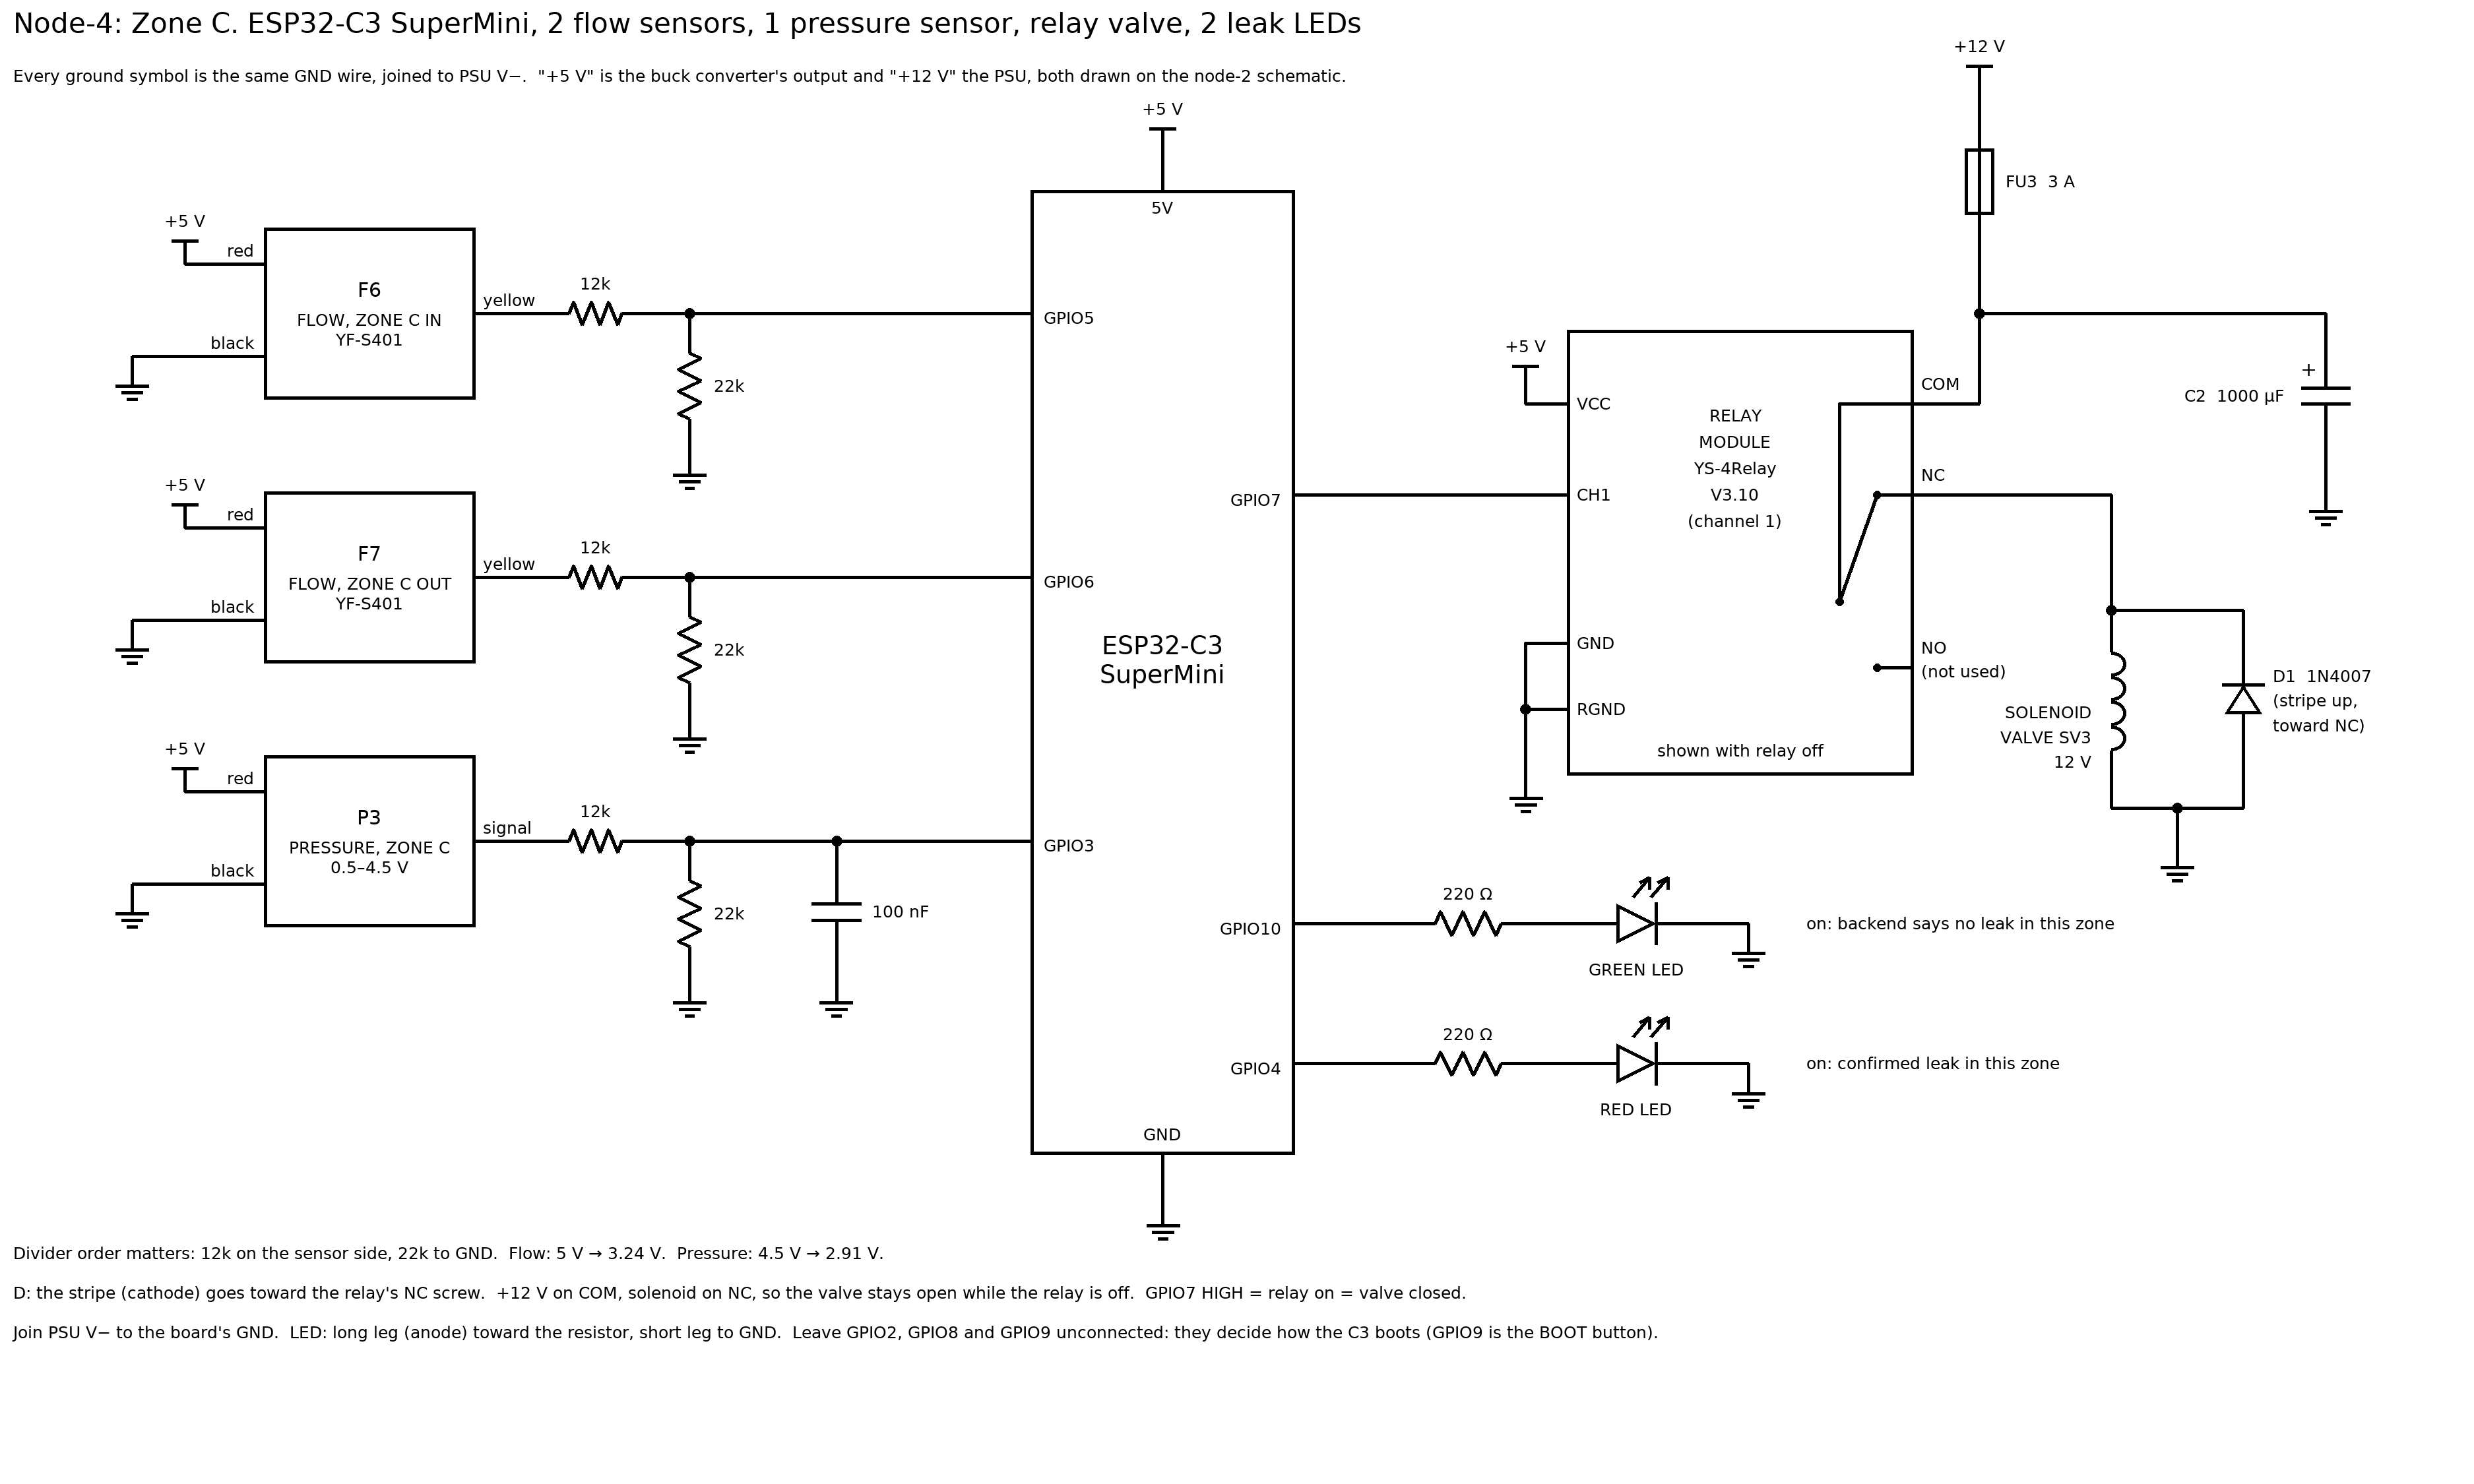 Node-4: Zone C. ESP32-C3 SuperMini, 2 flow sensors, 1 pressure sensor, relay valve, 2 leak LEDs
Every ground symbol is the same GND wire, joined to PSU V−.  "+5 V" is the buck converter's output and "+12 V" the PSU, both drawn on the node-2 schematic.
+12 V
FU3  3 A
+5 V
5V
+5 V
red
F6
FLOW, ZONE C IN
YF-S401
black
yellow
12k
22k
GPIO5
+5 V
red
F7
FLOW, ZONE C OUT
YF-S401
black
yellow
12k
22k
GPIO6
+5 V
red
P3
PRESSURE, ZONE C
0.5–4.5 V
black
signal
12k
22k
100 nF
GPIO3
ESP32-C3
SuperMini
GPIO7
GPIO10
GPIO4
GND
+5 V
VCC
CH1
GND
RGND
RELAY
MODULE
YS-4Relay
V3.10
(channel 1)
shown with relay off
COM
NC
NO
(not used)
+
C2  1000 µF
SOLENOID
VALVE SV3
12 V
D1  1N4007
(stripe up,
toward NC)
220 Ω
GREEN LED
on: backend says no leak in this zone
220 Ω
RED LED
on: confirmed leak in this zone
Divider order matters: 12k on the sensor side, 22k to GND.  Flow: 5 V → 3.24 V.  Pressure: 4.5 V → 2.91 V.
D: the stripe (cathode) goes toward the relay's NC screw.  +12 V on COM, solenoid on NC, so the valve stays open while the relay is off.  GPIO7 HIGH = relay on = valve closed.
Join PSU V− to the board's GND.  LED: long leg (anode) toward the resistor, short leg to GND.  Leave GPIO2, GPIO8 and GPIO9 unconnected: they decide how the C3 boots (GPIO9 is the BOOT button).